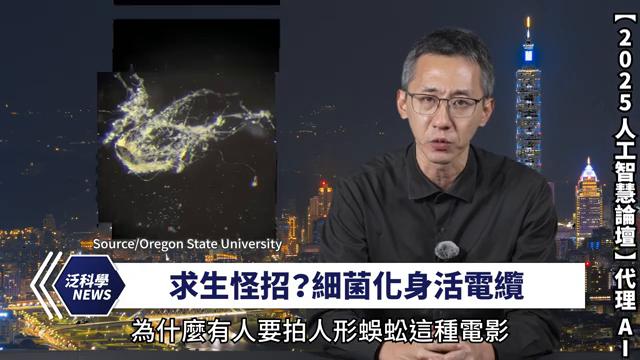 【2025人工智慧論壇】代理AI
Source/Oregon State University
泛科學
NEWS
求生怪招？細菌化身活電纜
為什麼有人要拍人形蜈蚣這種電影